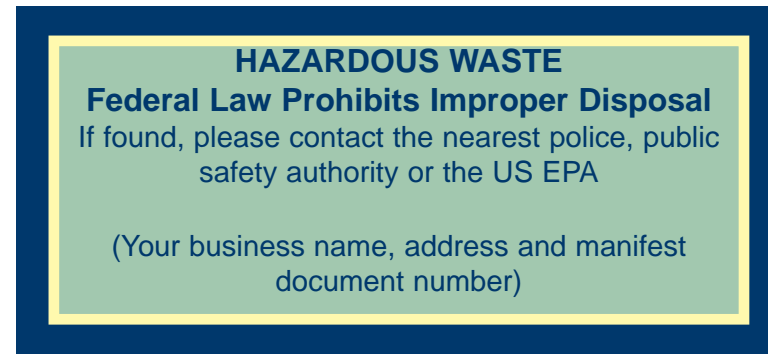 HAZARDOUS WASTE
Federal Law Prohibits Improper Disposal
If found, please contact the nearest police, public
safety authority or the US EPA
(Your business name, address and manifest
document number)